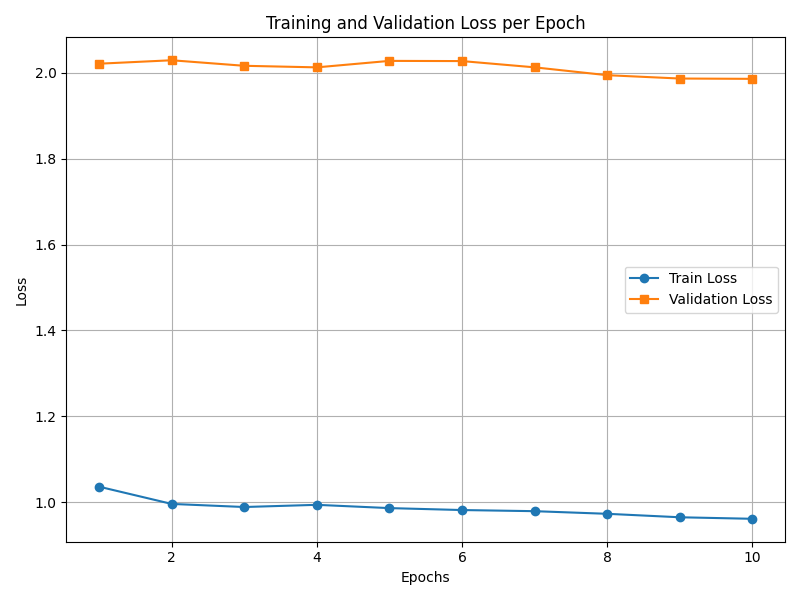 Training and Validation Loss per Epoch
Loss
2.0
1.8
1.6
1.4
1.2
1.0
Train Loss
Validation Loss
2 4 6 8 10
Epochs